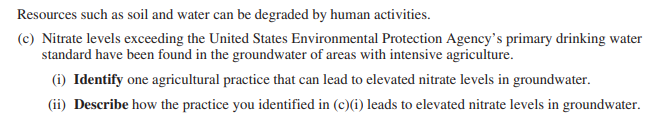 Resources such as soil and water can be degraded by human activities.
(c) Nitrate levels exceeding the United States Environmental Protection Agency's primary drinking water
standard have been found in the groundwater of areas with intensive agriculture.
(i) Identify one agricultural practice that can lead to elevated nitrate levels in groundwater.
(ii) Describe how the practice you identified in (c)(i) leads to elevated nitrate levels in groundwater.